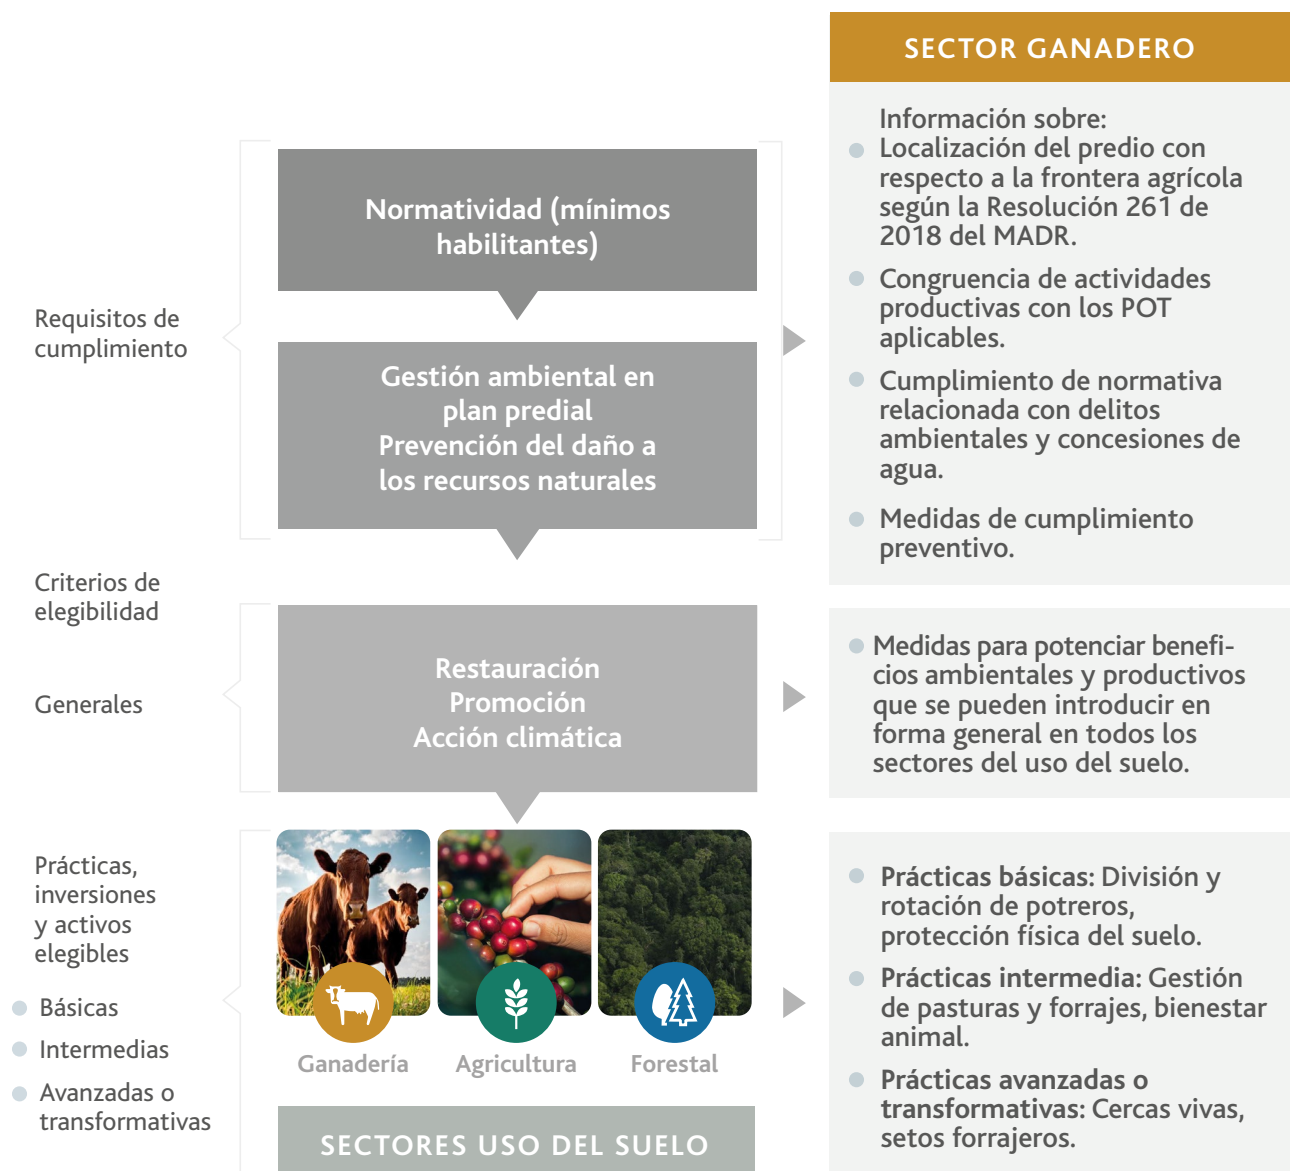 SECTOR GANADERO
Información sobre:
Localización del predio con
respecto a la frontera agrícola
según la Resolución 261 de
2018 del MADR.
Congruencia de actividades
productivas con los POT
aplicables.
Cumplimiento de normativa
relacionada con delitos
ambientales y concesiones de
agua.
Medidas de cumplimiento
preventivo.
Requisitos de
cumplimiento
Normatividad (mínimos
habilitantes)
Gestión ambiental en
plan predial
Prevención del daño a
los recursos naturales
Criterios de
elegibilidad
Generales
Restauración
Promoción
Acción climática
Medidas para potenciar benefi-
cios ambientales y productivos
que se pueden introducir en
forma general en todos los
sectores del uso del suelo.
Prácticas,
inversiones
y activos
elegibles
Básicas
Intermedias
Avanzadas o
transformativas
Ganadería
Agricultura
Forestal
SECTORES USO DEL SUELO
Prácticas básicas: División y
rotación de potreros,
protección física del suelo.
Prácticas intermedia: Gestión
de pasturas y forrajes, bienestar
animal.
Prácticas avanzadas o
transformativas: Cercas vivas,
setos forrajeros.